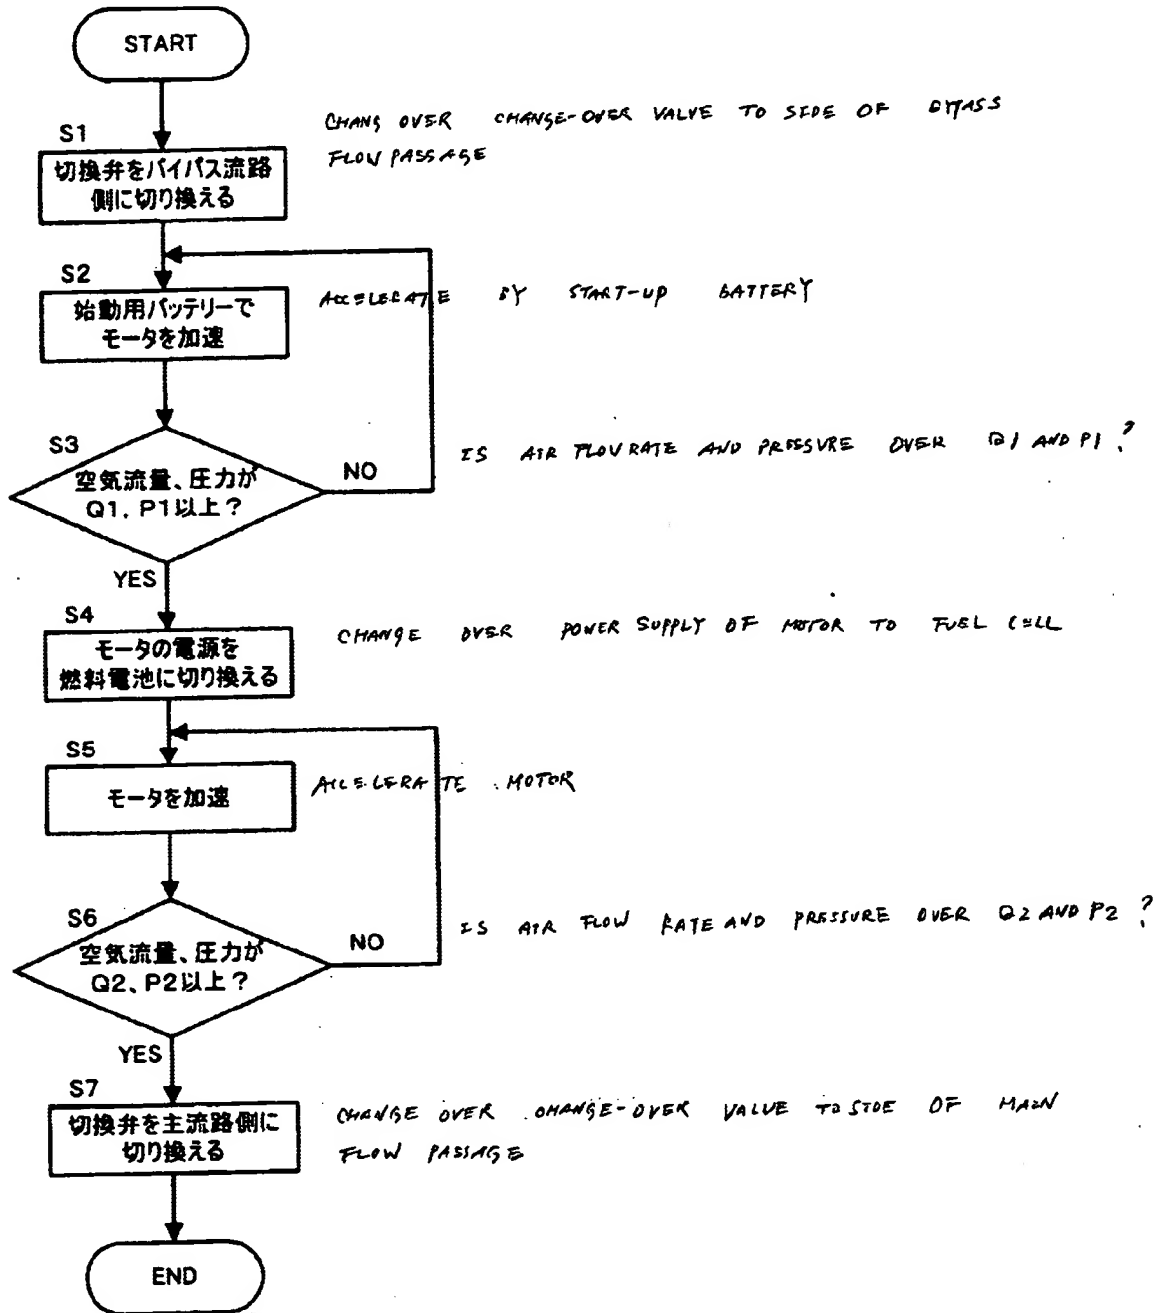 START
CHANG OVER CHANGE-OVER VALVE TO SIDE OF BYPASS
FLOW PASSAGE
S1
切換弁をバイパス流路
側に切り換える
S2
始動用バッテリーで
モータを加速
ACCELERATE BY START-UP BATTERY
S3
空気流量、圧力が
Q1, P1以上?
NO
IS AIR FLOWRATE AND PRESSURE OVER Q1 AND P1?
YES
S4
モータの電源を
燃料電池に切り換える
CHANGE OVER POWER SUPPLY OF MOTOR TO FUEL CELL
S5
モータを加速
ACCELERATE MOTOR
S6
空気流量、圧力が
Q2、P2以上?
NO
IS AIR FLOW RATE AND PRESSURE OVER Q2 AND P2?
YES
S7
切換弁を主流路側に
切り換える
CHANGE OVER CHANGE-OVER VALVE TO SIDE OF MAIN
FLOW PASSAGE
END